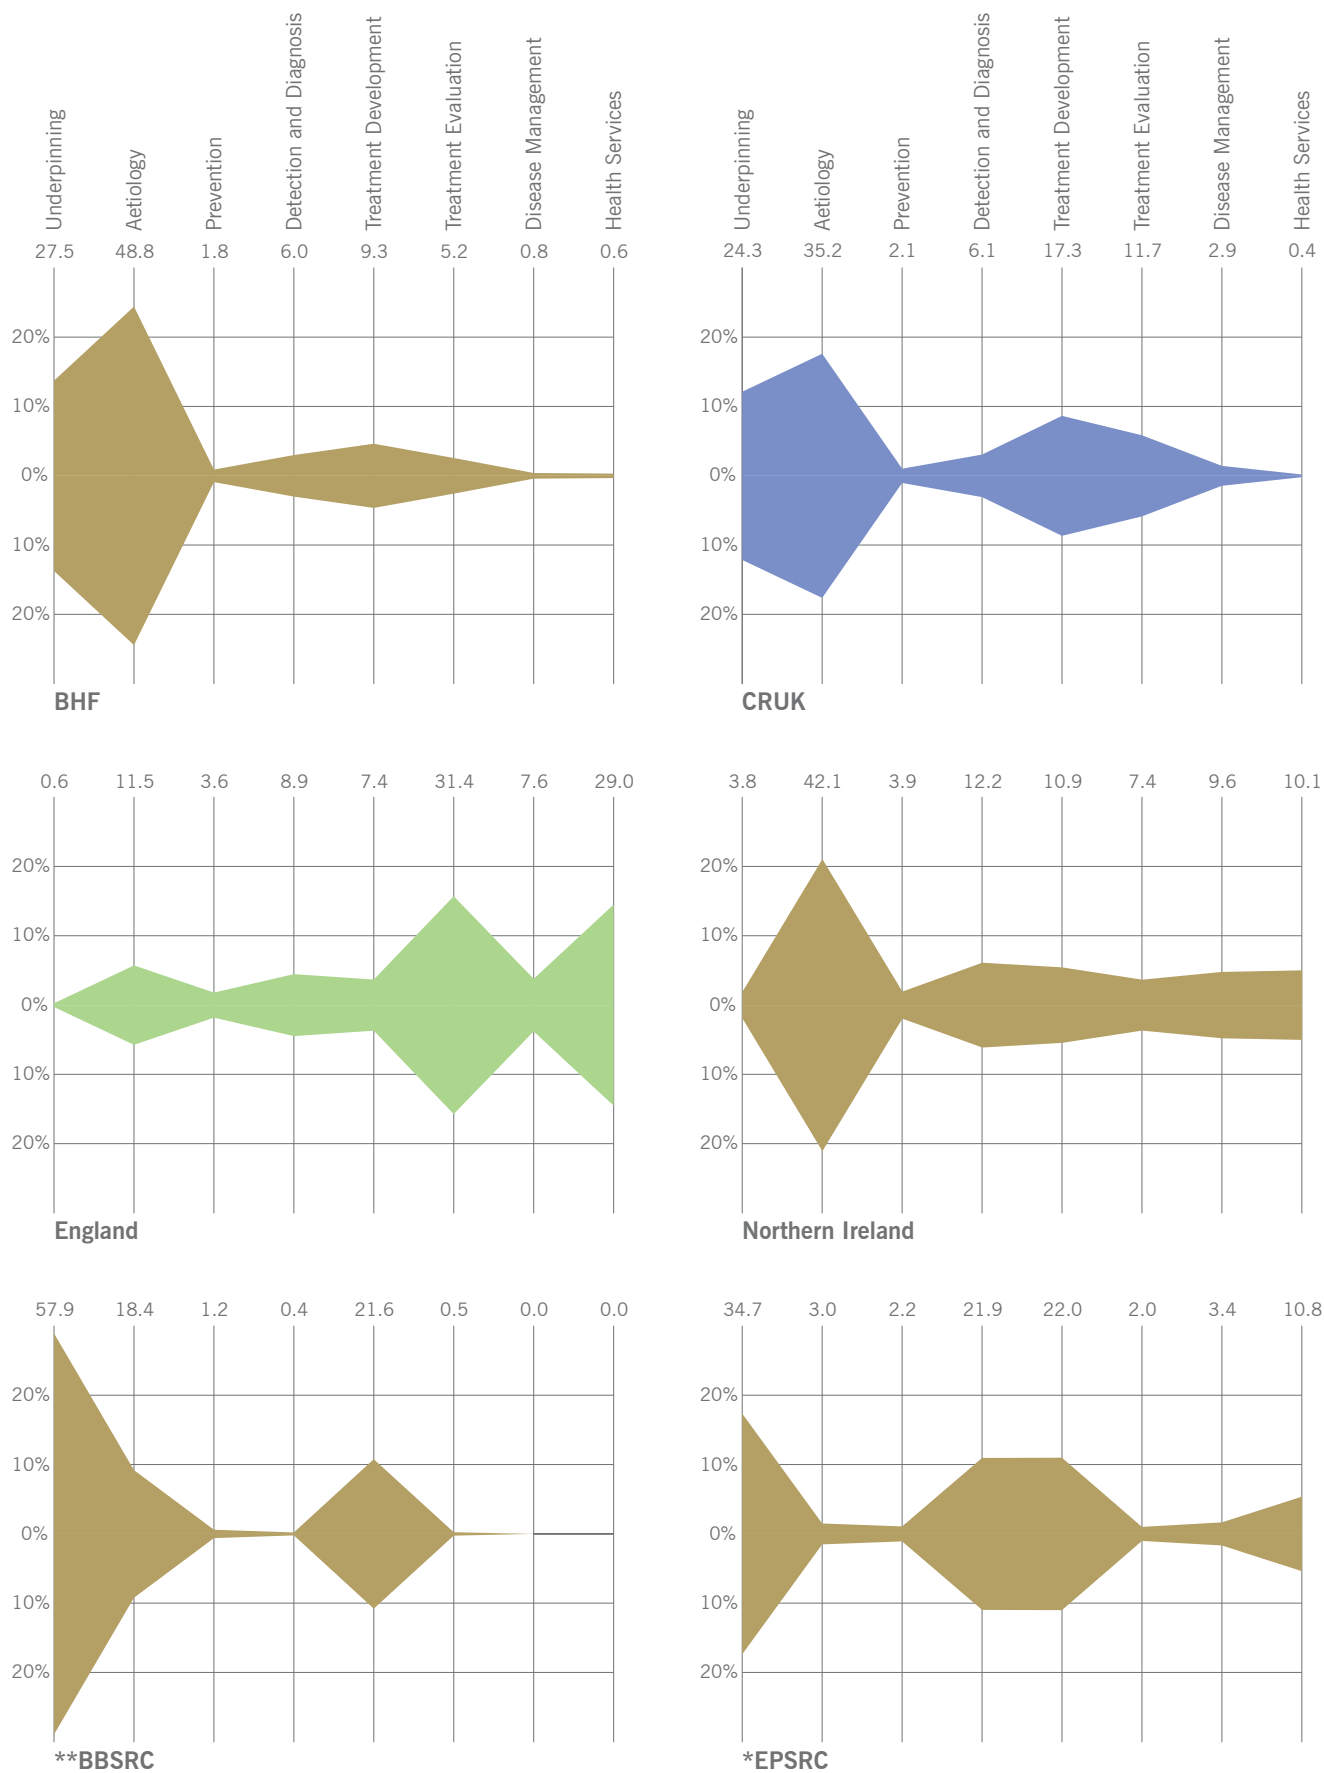 Underpinning
Aetiology
Prevention
Detection and Diagnosis
Treatment Development
Treatment Evaluation
Disease Management
Health Services
27.5 48.8 1.8 6.0 9.3 5.2 0.8 0.6
20%
10%
0%
10%
20%
BHF
Underpinning
Aetiology
Prevention
Detection and Diagnosis
Treatment Development
Treatment Evaluation
Disease Management
Health Services
24.3 35.2 2.1 6.1 17.3 11.7 2.9 0.4
20%
10%
0%
10%
20%
CRUK
0.6 11.5 3.6 8.9 7.4 31.4 7.6 29.0
20%
10%
0%
10%
20%
England
3.8 42.1 3.9 12.2 10.9 7.4 9.6 10.1
20%
10%
0%
10%
20%
Northern Ireland
57.9 18.4 1.2 0.4 21.6 0.5 0.0 0.0
20%
10%
0%
10%
20%
**BBSRC
34.7 3.0 2.2 21.9 22.0 2.0 3.4 10.8
20%
10%
0%
10%
20%
*EPSRC